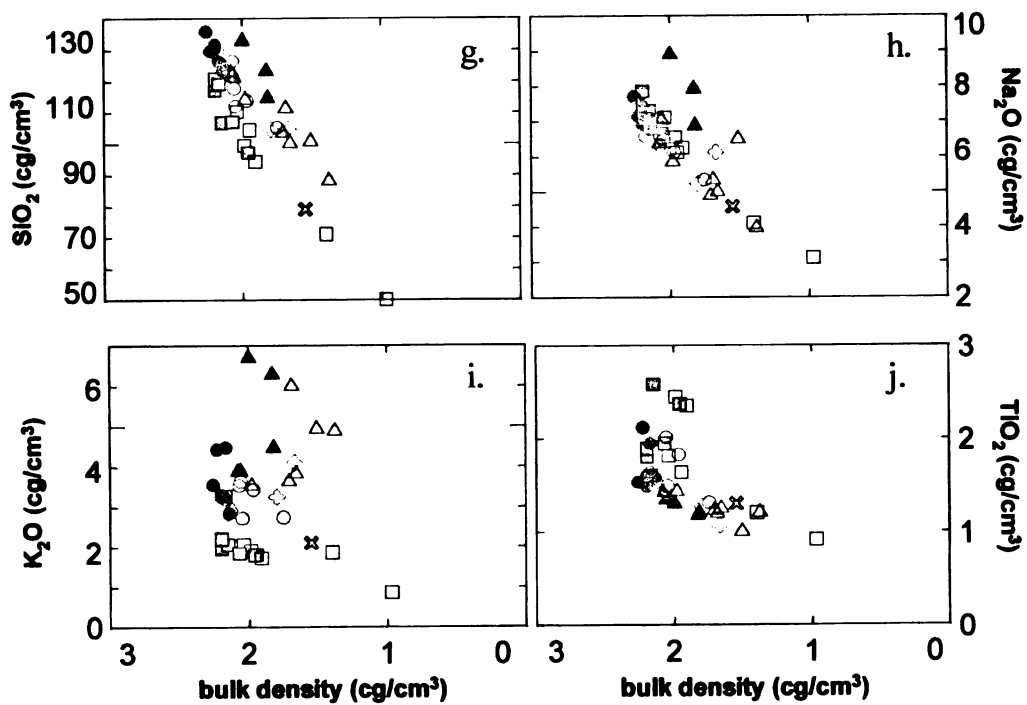 130
110
90
70
50
SiO₂ (cg/cm³)
g.
10
8
6
4
2
Na₂O (cg/cm³)
h.
6
4
2
0
K₂O (cg/cm³)
i.
3
2
1
0
TiO₂ (cg/cm³)
j.
3 2 1 0
bulk density (cg/cm³)
3 2 1 0
bulk density (cg/cm³)